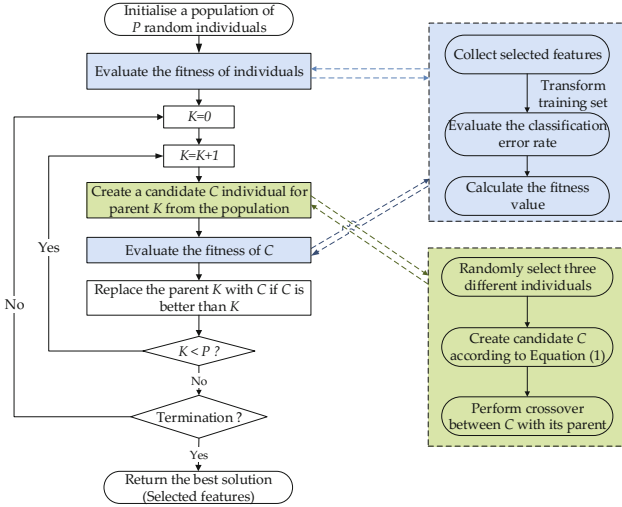 Initialise a population of
P random individuals
Evaluate the fitness of individuals
K=0
K=K+1
Create a candidate C individual for
parent K from the population
Evaluate the fitness of C
Replace the parent K with C if C is
better than K
K < P ?
No
Termination ?
Yes
Return the best solution
(Selected features)
Yes
No
Collect selected features
Transform
training set
Evaluate the classification
error rate
Calculate the fitness
value
Randomly select three
different individuals
Create candidate C
according to Equation (1)
Perform crossover
between C with its parent